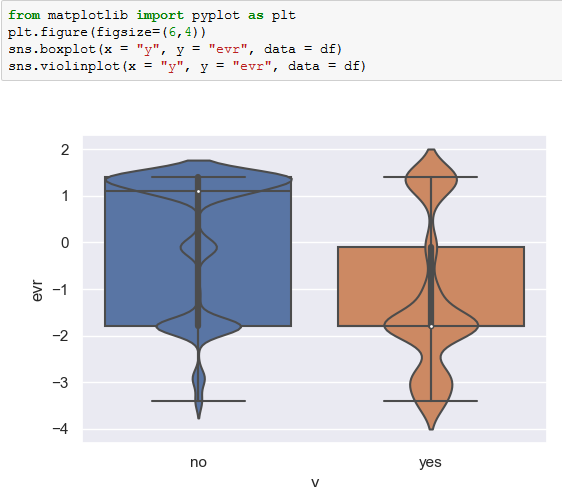 from matplotlib import pyplot as plt
plt.figure(figsize=(6,4))
sns.boxplot(x = "y", y = "evr", data = df)
sns.violinplot(x = "y", y = "evr", data = df)
2
1
0
−1
−2
−3
−4
evr
no yes
y